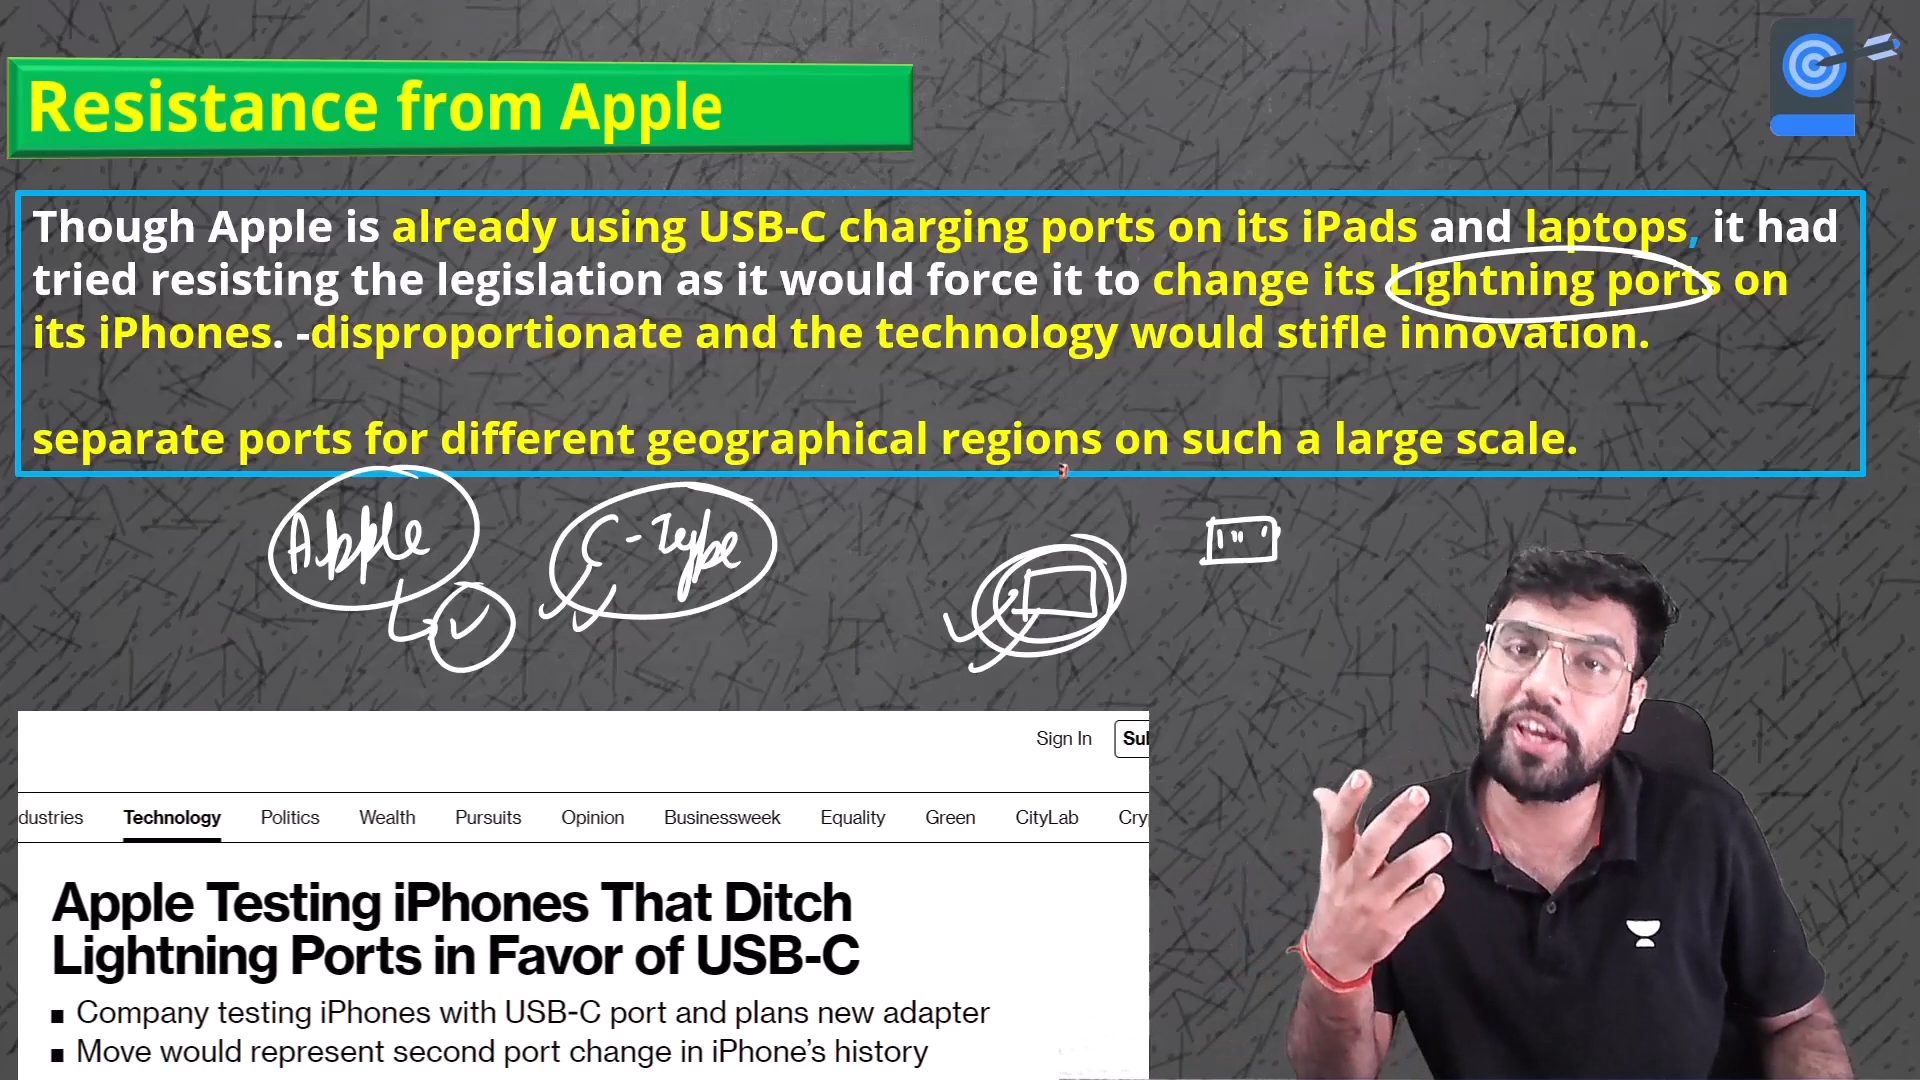 Resistance from Apple
Though Apple is already using USB-C charging ports on its iPads and laptops, it had
tried resisting the legislation as it would force it to change its Lightning ports on
its iPhones. -disproportionate and the technology would stifle innovation.
separate ports for different geographical regions on such a large scale.
Apple
C-Type
Sign In
Sul
dustries Technology Politics Wealth Pursuits Opinion Businessweek Equality Green CityLab Cry
Apple Testing iPhones That Ditch
Lightning Ports in Favor of USB-C
▪ Company testing iPhones with USB-C port and plans new adapter
▪ Move would represent second port change in iPhone’s history